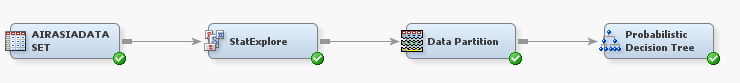 AIRASIADATA
SET
StatExplore
Data Partition
Probabilistic
Decision Tree